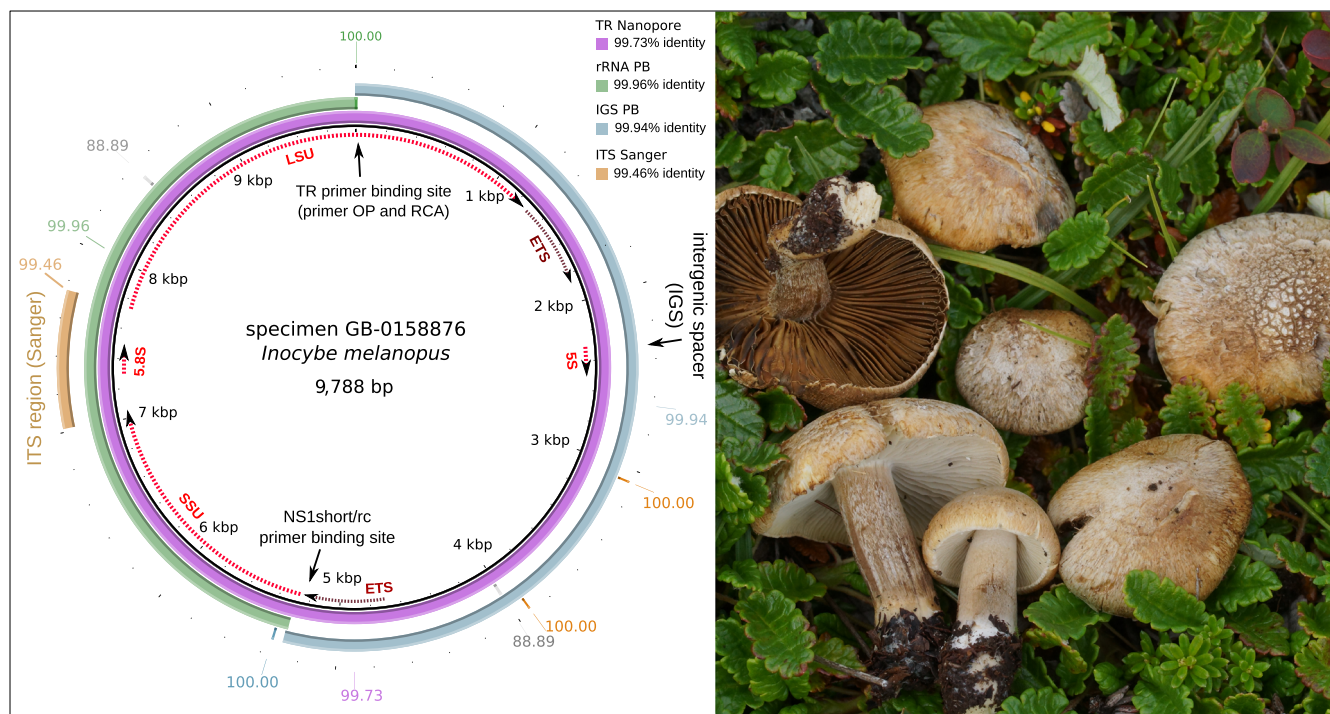 100.00
TR Nanopore
99.73% identity
rRNA PB
99.96% identity
IGS PB
99.94% identity
ITS Sanger
99.46% identity
88.89
LSU
9 kbp
TR primer binding site
(primer OP and RCA)
1 kbp
ETS
99.96
99.46
8 kbp
2 kbp
intergenic spacer
(IGS)
ITS region (Sanger)
specimen GB-0158876
Inocybe melanopus
9,788 bp
5.8S
5S
7 kbp
99.94
3 kbp
100.00
SSU
6 kbp
NS1short/rc
primer binding site
4 kbp
5 kbp
ETS
100.00
88.89
100.00
99.73